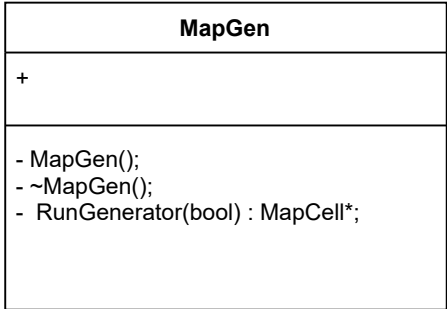 MapGen
+
- MapGen();
- ~MapGen();
- RunGenerator(bool) : MapCell*;